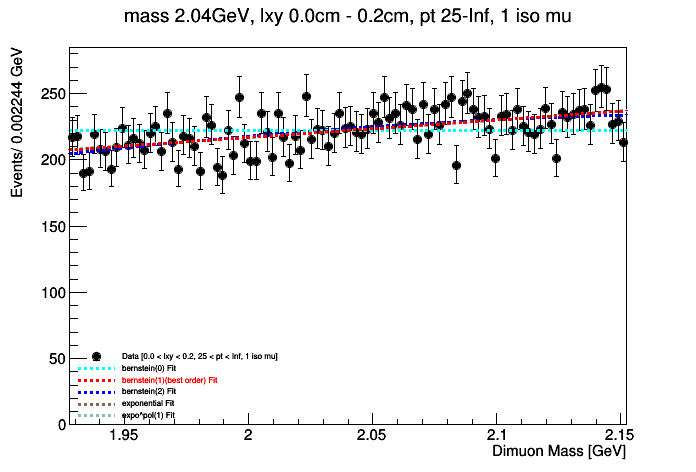 mass 2.04GeV, lxy 0.0cm - 0.2cm, pt 25-Inf, 1 iso mu
Events/ 0.002244 GeV
250
200
150
100
50
0
Data [0.0 < lxy < 0.2, 25 < pt < Inf, 1 iso mu]
bernstein(0) Fit
bernstein(1)(best order) Fit
bernstein(2) Fit
exponential Fit
expo*pol(1) Fit
1.95
2
2.05
2.1
2.15
Dimuon Mass [GeV]